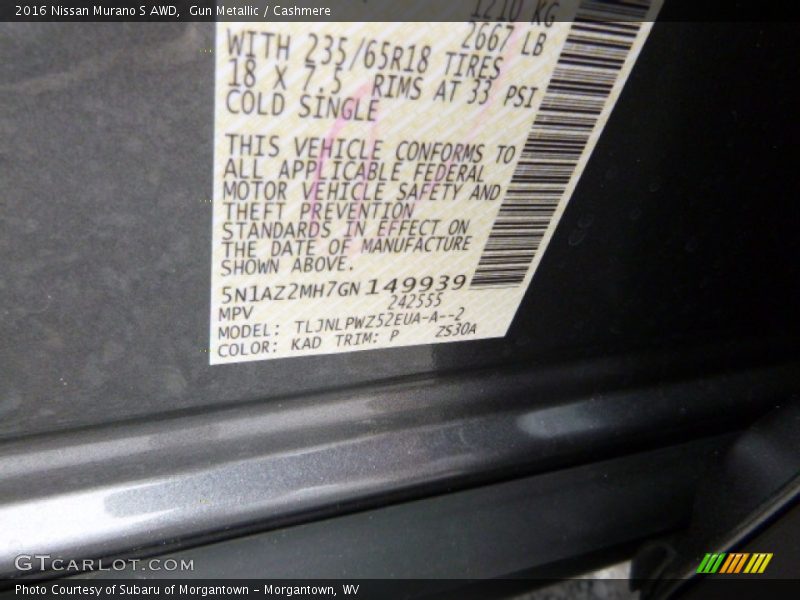 2016 Nissan Murano S AWD,  Gun Metallic / Cashmere
1210 KG
2667 LB
WITH 235/65R18 TIRES
18 X 7.5 RIMS AT 33 PSI
COLD SINGLE
THIS VEHICLE CONFORMS TO
ALL APPLICABLE FEDERAL
MOTOR VEHICLE SAFETY AND
THEFT PREVENTION
STANDARDS IN EFFECT ON
THE DATE OF MANUFACTURE
SHOWN ABOVE.
5N1AZ2MH7GN149939
MPV 242555
MODEL: TLJNLPWZ52EUA-A--2
COLOR: KAD TRIM: P ZS30A
GTCARLOT.COM
Photo Courtesy of Subaru of Morgantown - Morgantown, WV